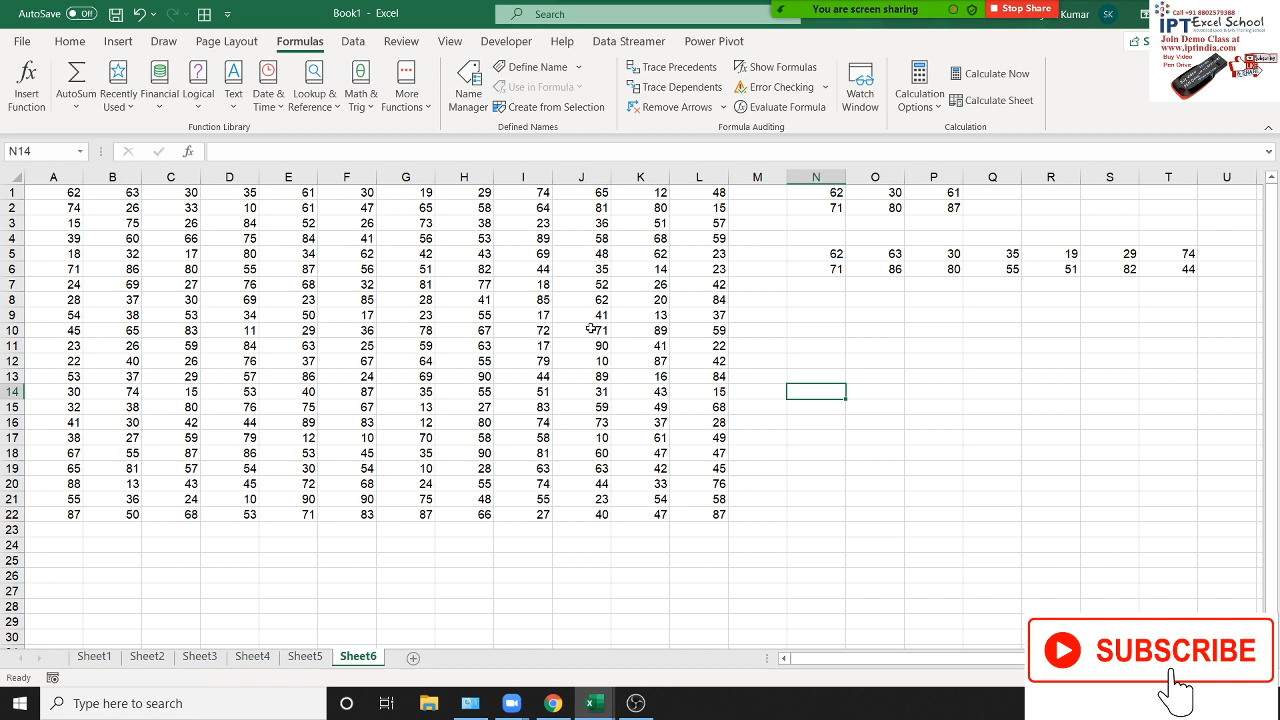 AutoSave Off Book1 - Excel Search You are screen sharing Stop Share Kumar SK
Call +91 8802579388
IPT Excel School
Advanced Excel & MIS Training School
Join Demo Class at
www.iptindia.com
Buy Video
Pen Drive
File Home Insert Draw Page Layout Formulas Data Review View Developer Help Data Streamer Power Pivot
Insert Function AutoSum Recently Used Financial Logical Text Date & Time Lookup & Reference Math & Trig More Functions
Function Library
Name Manager Define Name Use in Formula Create from Selection
Defined Names
Trace Precedents Show Formulas
Trace Dependents Error Checking
Remove Arrows Evaluate Formula
Watch Window
Formula Auditing
Calculation Options Calculate Now Calculate Sheet
Calculation
N14 fx
A B C D E F G H I J K L M N O P Q R S T U
1 62 63 30 35 61 30 19 29 74 65 12 48 62 30 61
2 74 26 33 10 61 47 65 58 64 81 80 15 71 80 87
3 15 75 26 84 52 26 73 23 36 51 57
4 39 60 66 75 84 41 56 53 89 58 68 59
5 18 32 17 80 34 62 42 43 69 48 62 23 62 63 30 35 19 29 74
6 71 86 80 55 87 56 51 82 44 35 14 23 71 86 80 55 51 82 44
7 24 69 27 76 68 32 81 77 18 52 26 42
8 28 37 30 69 23 85 28 41 85 62 20 84
9 54 38 53 34 50 17 23 55 17 41 13 37
10 45 65 83 11 29 36 78 67 72 71 89 59
11 23 26 59 84 63 25 59 63 17 90 41 22
12 22 40 26 76 37 67 64 55 79 10 87 42
13 53 37 29 57 86 24 69 90 44 89 16 84
14 30 74 15 53 40 87 35 55 51 31 43 15
15 32 38 80 76 75 67 13 27 83 59 49 68
16 41 30 42 44 89 83 12 80 74 73 37 28
17 38 27 59 79 12 10 70 58 58 10 61 49
18 67 55 87 86 53 45 35 90 81 60 47 47
19 65 81 57 54 30 54 10 28 63 63 42 45
20 88 13 43 45 72 68 24 55 74 44 33 76
21 55 36 24 10 90 90 75 48 55 23 54 58
22 87 50 68 53 71 83 87 66 27 40 47 87
23
24
25
26
27
28
29
30
SUBSCRIBE
Sheet1 Sheet2 Sheet3 Sheet4 Sheet5 Sheet6
Ready
Type here to search